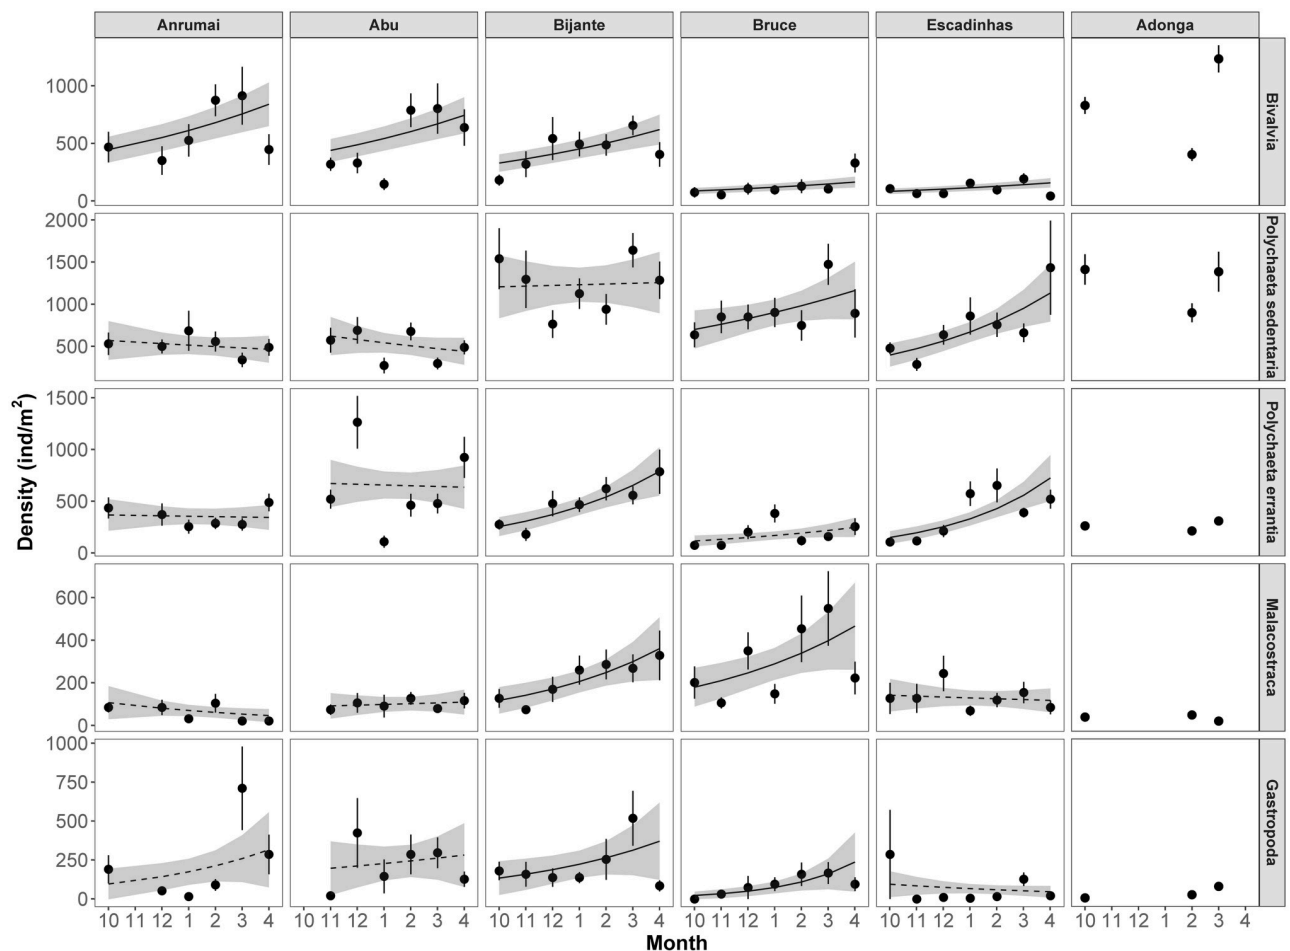 Anrumai Abu Bijante Bruce Escadinhas Adonga
1000
500
0
Bivalvia
2000
1500
1000
500
0
Polychaeta sedentaria
1500
1000
500
0
Polychaeta errantia
600
400
200
0
Malacostraca
1000
750
500
250
0
Gastropoda
Density (ind/m²)
10 11 12 1 2 3 4 10 11 12 1 2 3 4 10 11 12 1 2 3 4 10 11 12 1 2 3 4 10 11 12 1 2 3 4 10 11 12 1 2 3 4
Month